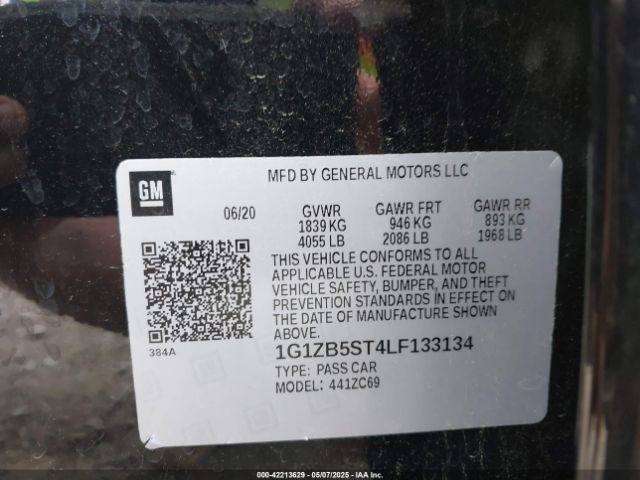 GM
MFD BY GENERAL MOTORS LLC
06/20 GVWR GAWR FRT GAWR RR
1839 KG 946 KG 893 KG
4055 LB 2086 LB 1968 LB
THIS VEHICLE CONFORMS TO ALL
APPLICABLE U.S. FEDERAL MOTOR
VEHICLE SAFETY, BUMPER, AND THEFT
PREVENTION STANDARDS IN EFFECT ON
THE DATE OF MANUFACTURE SHOWN
ABOVE.
384A
1G1ZB5ST4LF133134
TYPE: PASS CAR
MODEL: 441ZC69
000-42213629 - 05/07/2025 - IAAI.COM